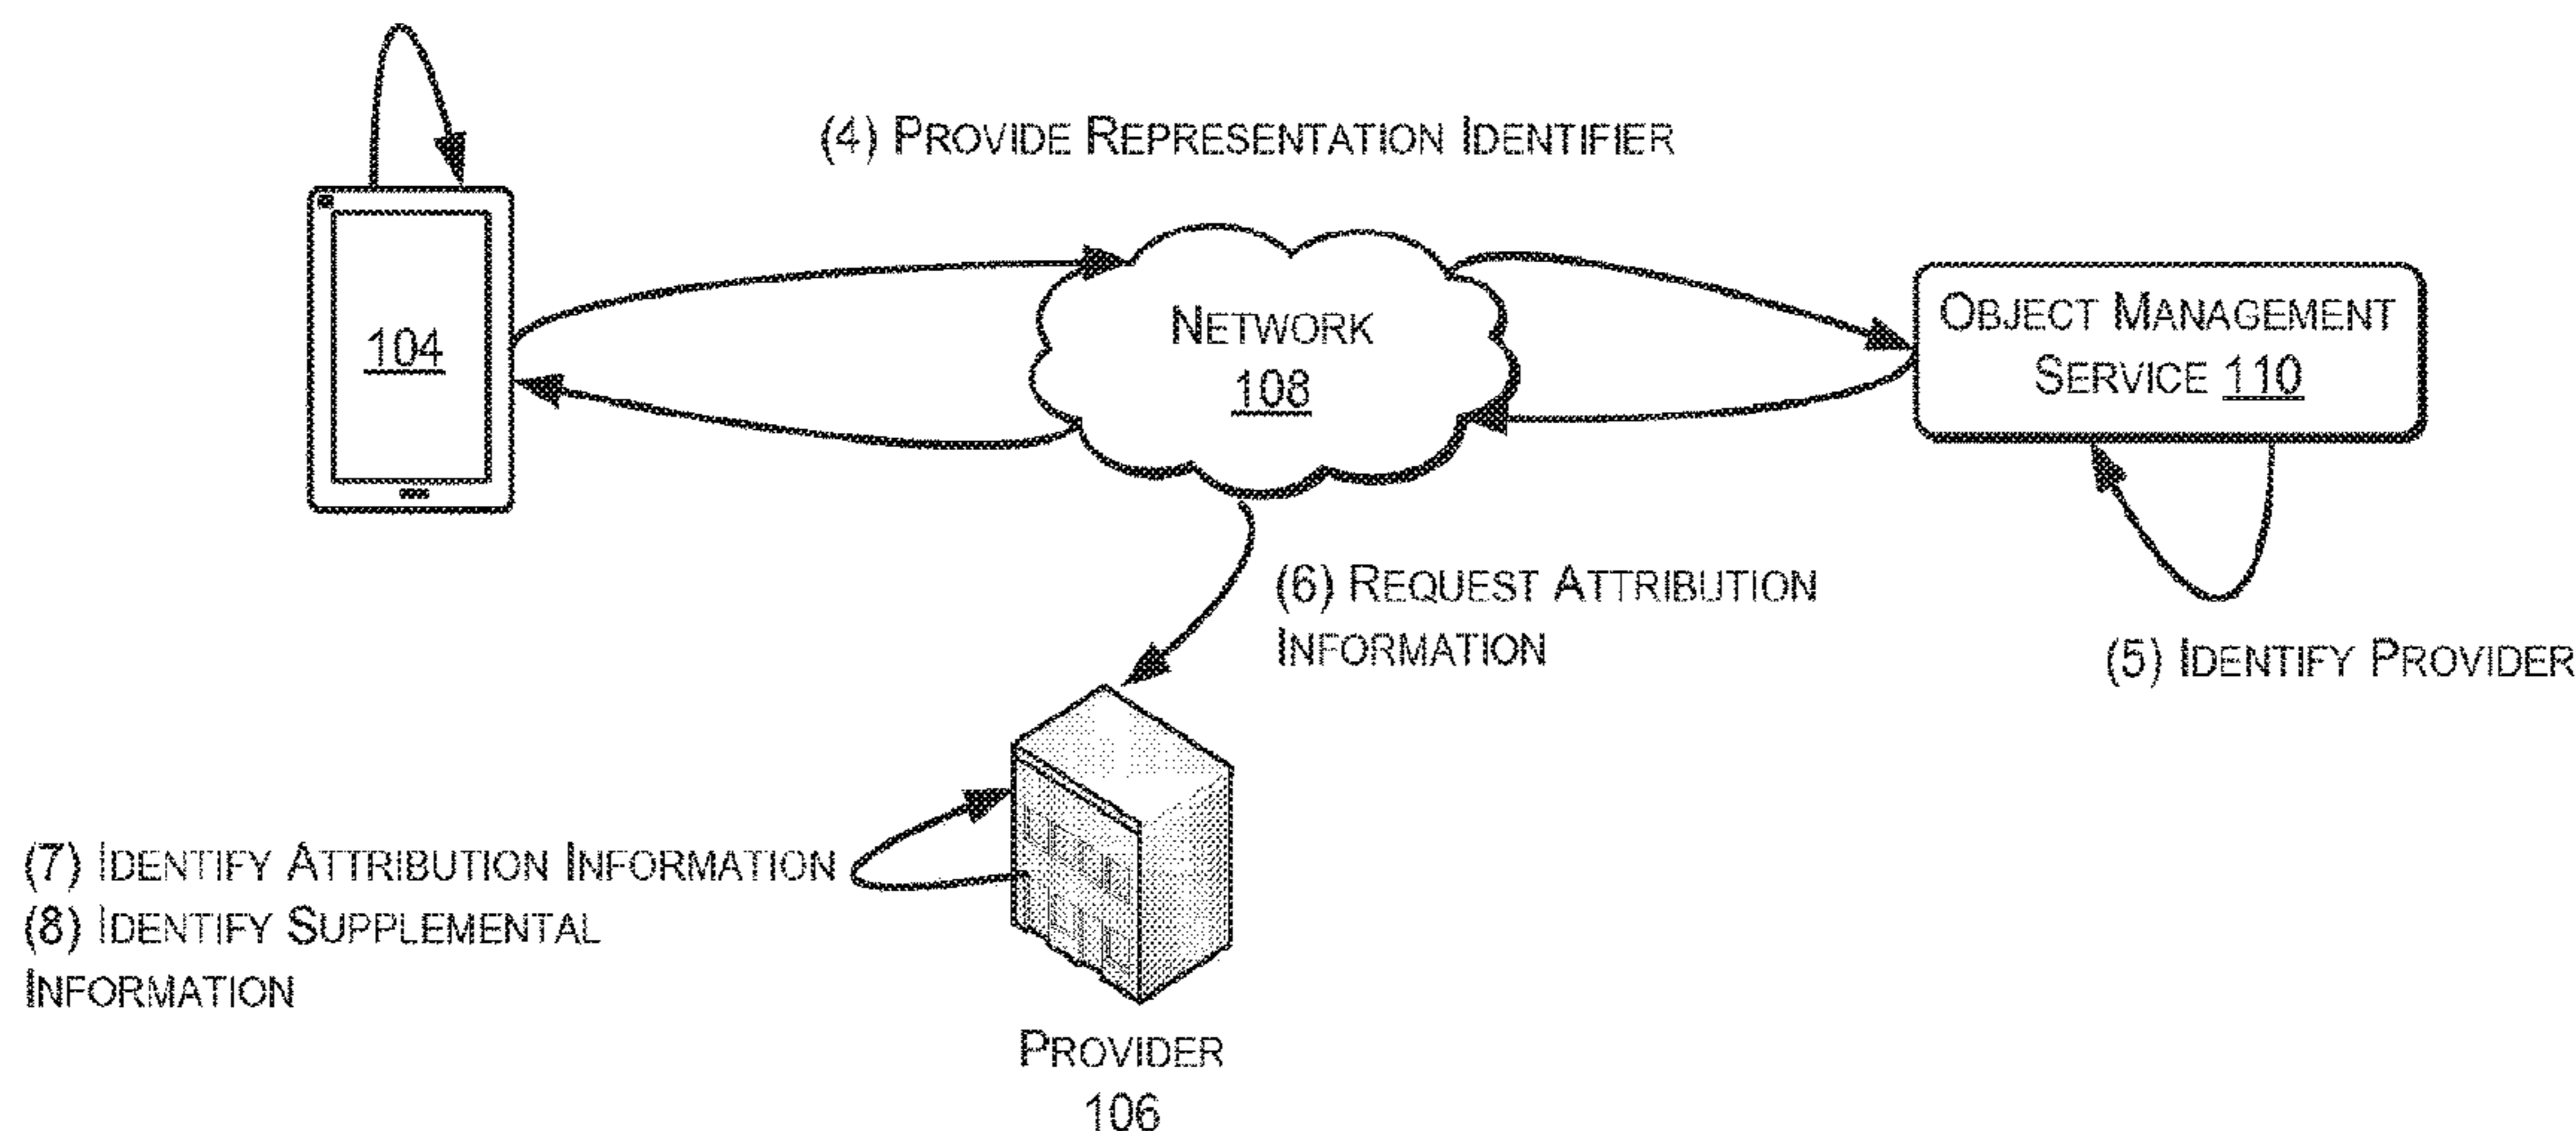 (4) PROVIDE REPRESENTATION IDENTIFIER
104
NETWORK
108
OBJECT MANAGEMENT
SERVICE 110
(6) REQUEST ATTRIBUTION
INFORMATION
(5) IDENTIFY PROVIDER
(7) IDENTIFY ATTRIBUTION INFORMATION
(8) IDENTIFY SUPPLEMENTAL
INFORMATION
PROVIDER
106